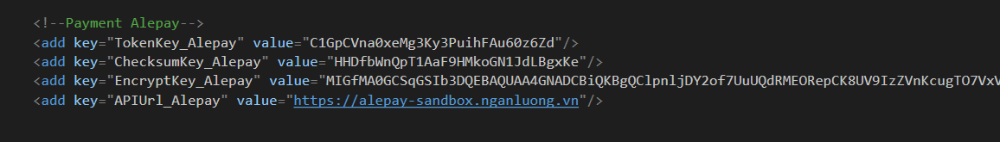 <!--Payment Alepay-->
<add key="TokenKey_Alepay" value="C1GpCVna0xeMg3Ky3PuihFAu60z6Zd"/>
<add key="ChecksumKey_Alepay" value="HHDfbWnQpT1AaF9HMkoGN1JdLBgxKe"/>
<add key="EncryptKey_Alepay" value="MIGfMA0GCSqGSIb3DQEBAQUAA4GNADCBiQKBgQClpnljDY2of7UuUQdRMEORepCK8UV9IzZVnKcugTO7VxV
<add key="APIUrl_Alepay" value="https://alepay-sandbox.nganluong.vn"/>